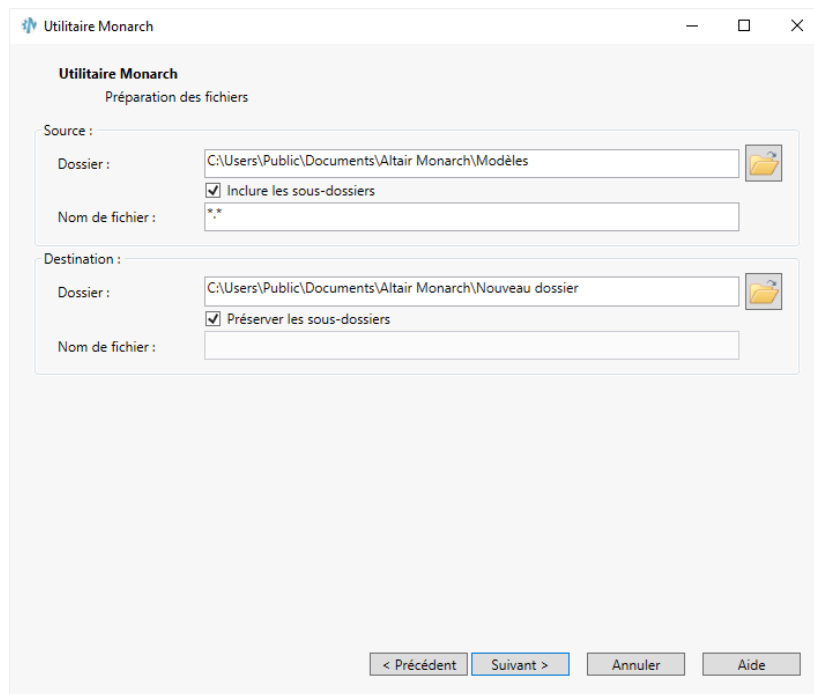 Utilitaire Monarch
Utilitaire Monarch
Préparation des fichiers
Source :
Dossier :
C:\Users\Public\Documents\Altair Monarch\Modèles
Inclure les sous-dossiers
Nom de fichier :
*.*
Destination :
Dossier :
C:\Users\Public\Documents\Altair Monarch\Nouveau dossier
Préserver les sous-dossiers
Nom de fichier :
< Précédent
Suivant >
Annuler
Aide